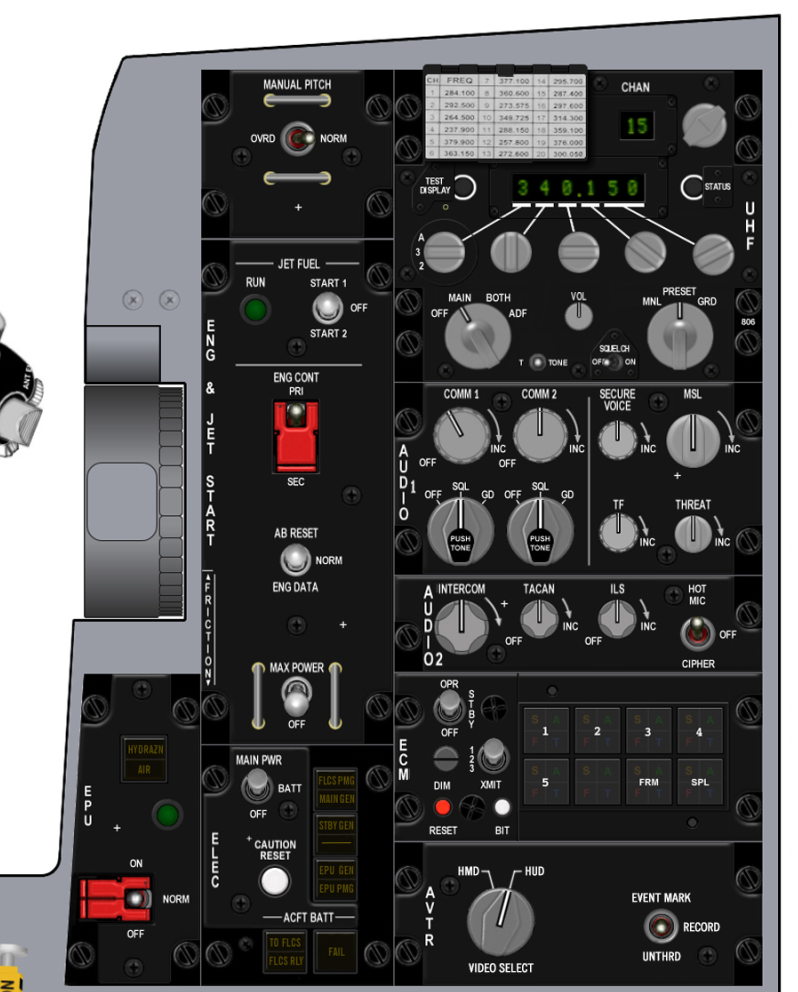 MANUAL PITCH
OVRD NORM
+
CH FREQ 7 377.100 14 295.700
1 284.100 8 360.600 15 287.400
2 292.500 9 273.575 16 297.600
3 264.500 10 349.725 17 314.300
4 237.900 11 288.150 18 359.100
5 379.900 12 257.800 19 376.000
6 363.150 13 272.600 20 300.050
CHAN
15
TEST
DISPLAY
3 4 0.1 5 0
STATUS
UHF
A
3
2
OFF MAIN BOTH ADF
VOL
PRESET
MNL GRD
806
SQUELCH
T TONE
OFF ON
ENG & JET START
JET FUEL
RUN
START 1
OFF
START 2
ENG CONT
PRI
SEC
AB RESET
NORM
ENG DATA
+
FRICTION
MAX POWER
OFF
AUDIO 1
COMM 1
OFF INC
COMM 2
OFF INC
SECURE
VOICE
INC
MSL
INC
+
OFF SQL GD
PUSH
TONE
OFF SQL GD
PUSH
TONE
TF
INC
THREAT
INC
AUDIO 2
INTERCOM
+
TACAN
OFF INC
ILS
OFF INC
HOT
MIC
OFF
CIPHER
ANT E
EPU
HYDRAZN
AIR
+
ON
NORM
OFF
ELEC
MAIN PWR
BATT
OFF
+
CAUTION
RESET
FLCS PMG
MAIN GEN
STBY GEN
EPU GEN
EPU PMG
ACFT BATT
TO FLCS
FLCS RLY
FAIL
ECM
OPR
STBY
OFF
1
2
3
DIM
XMIT
RESET
BIT
S A
1
F T
S A
2
F T
S A
3
F T
S A
4
F T
S A
5
F T
S A
F T
S A
FRM
F T
S A
SPL
F T
AVTR
HMD HUD
VIDEO SELECT
EVENT MARK
RECORD
UNTHRD
ON